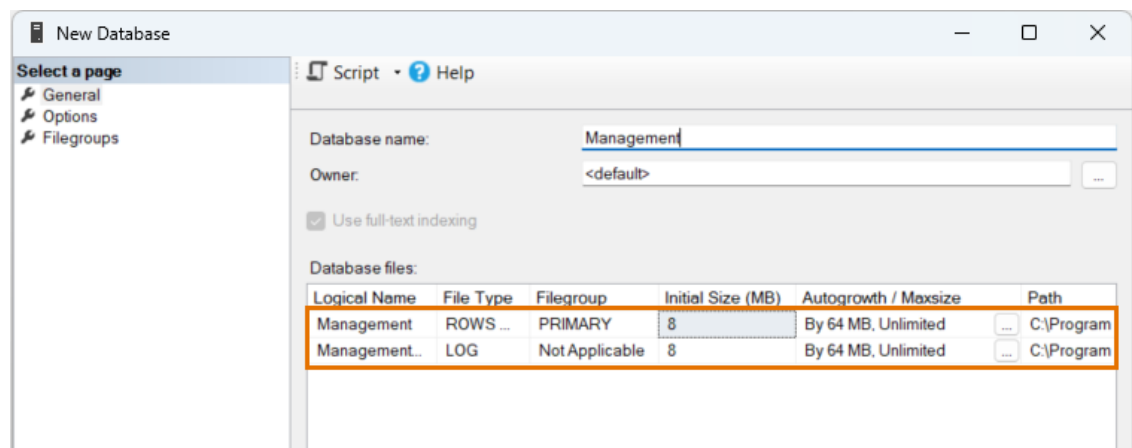 New Database
Select a page
General
Options
Filegroups
Script
Help
Database name: Management
Owner: <default> ...
Use full-text indexing
Database files:
Logical Name File Type Filegroup Initial Size (MB) Autogrowth / Maxsize Path
Management ROWS ... PRIMARY 8 By 64 MB, Unlimited ... C:\Program
Management... LOG Not Applicable 8 By 64 MB, Unlimited ... C:\Program